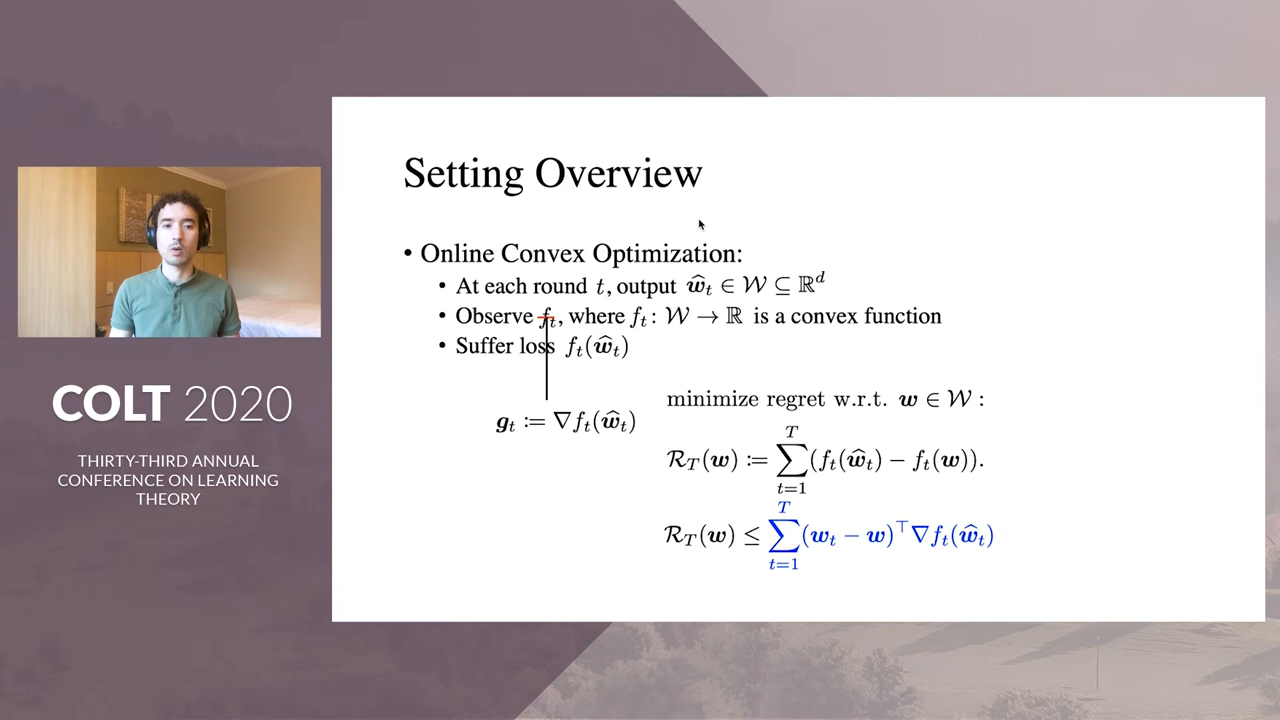 Setting Overview
• Online Convex Optimization:
• At each round t, output ŵ_t ∈ 𝒲 ⊆ ℝ^d
• Observe f_t, where f_t : 𝒲 → ℝ is a convex function
• Suffer loss f_t(ŵ_t)
g_t := ∇f_t(ŵ_t)
minimize regret w.r.t. w ∈ 𝒲 :
ℛ_T(w) := ∑_{t=1}^{T} (f_t(ŵ_t) − f_t(w)).
ℛ_T(w) ≤ ∑_{t=1}^{T} (w_t − w)^⊤ ∇f_t(ŵ_t)
COLT 2020
THIRTY-THIRD ANNUAL
CONFERENCE ON LEARNING
THEORY